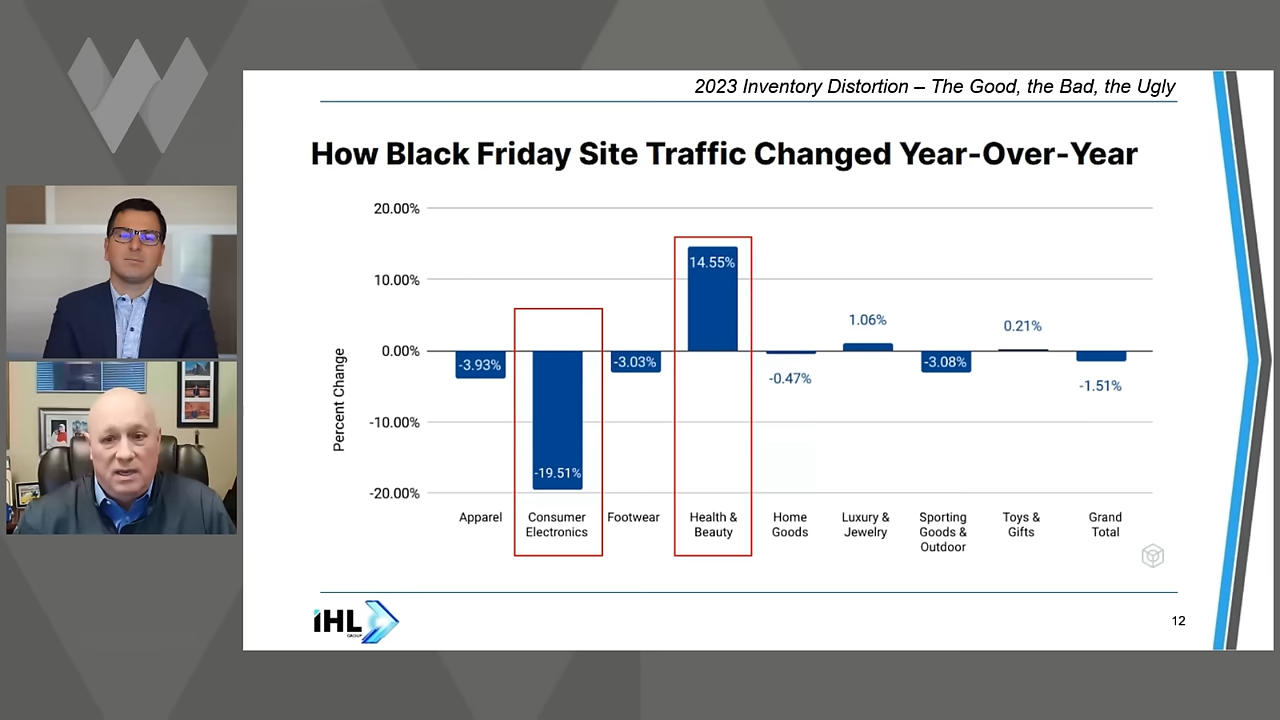 2023 Inventory Distortion – The Good, the Bad, the Ugly
How Black Friday Site Traffic Changed Year-Over-Year
Percent Change
20.00%
10.00%
0.00%
-10.00%
-20.00%
-3.93%
-19.51%
-3.03%
14.55%
-0.47%
1.06%
-3.08%
0.21%
-1.51%
Apparel
Consumer
Electronics
Footwear
Health &
Beauty
Home
Goods
Luxury &
Jewelry
Sporting
Goods &
Outdoor
Toys &
Gifts
Grand
Total
iHL
GROUP
12